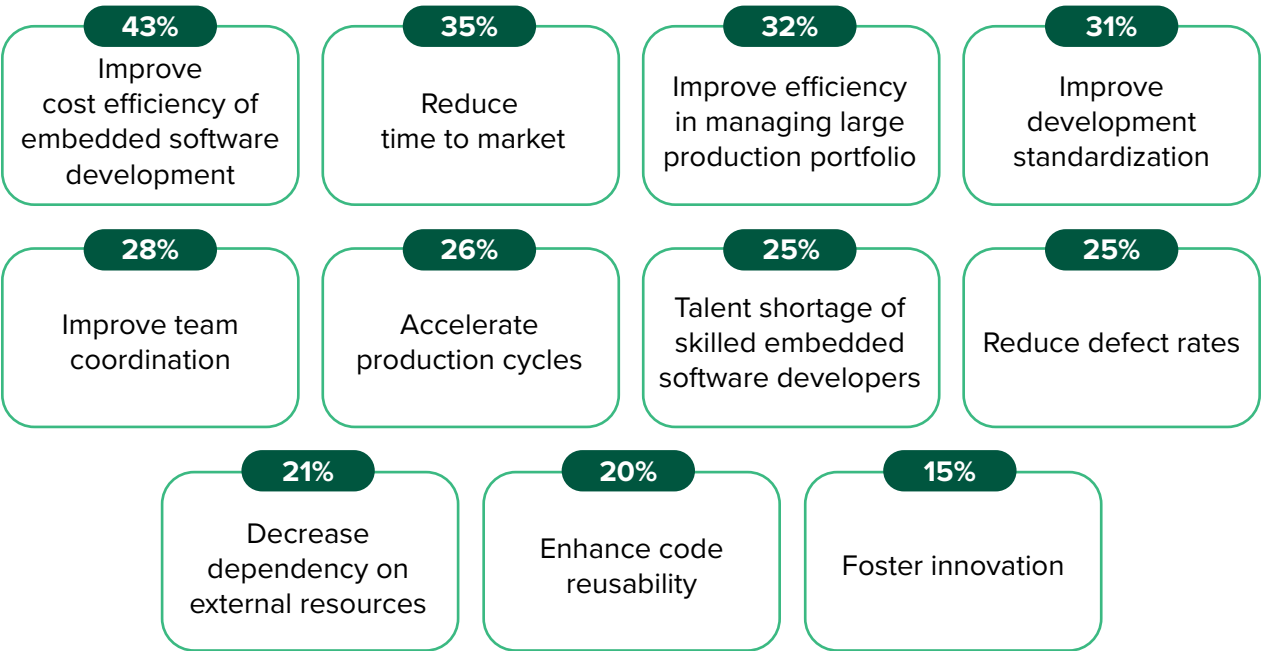 43%
Improve
cost efficiency of
embedded software
development
35%
Reduce
time to market
32%
Improve efficiency
in managing large
production portfolio
31%
Improve
development
standardization
28%
Improve team
coordination
26%
Accelerate
production cycles
25%
Talent shortage of
skilled embedded
software developers
25%
Reduce defect rates
21%
Decrease
dependency on
external resources
20%
Enhance code
reusability
15%
Foster innovation